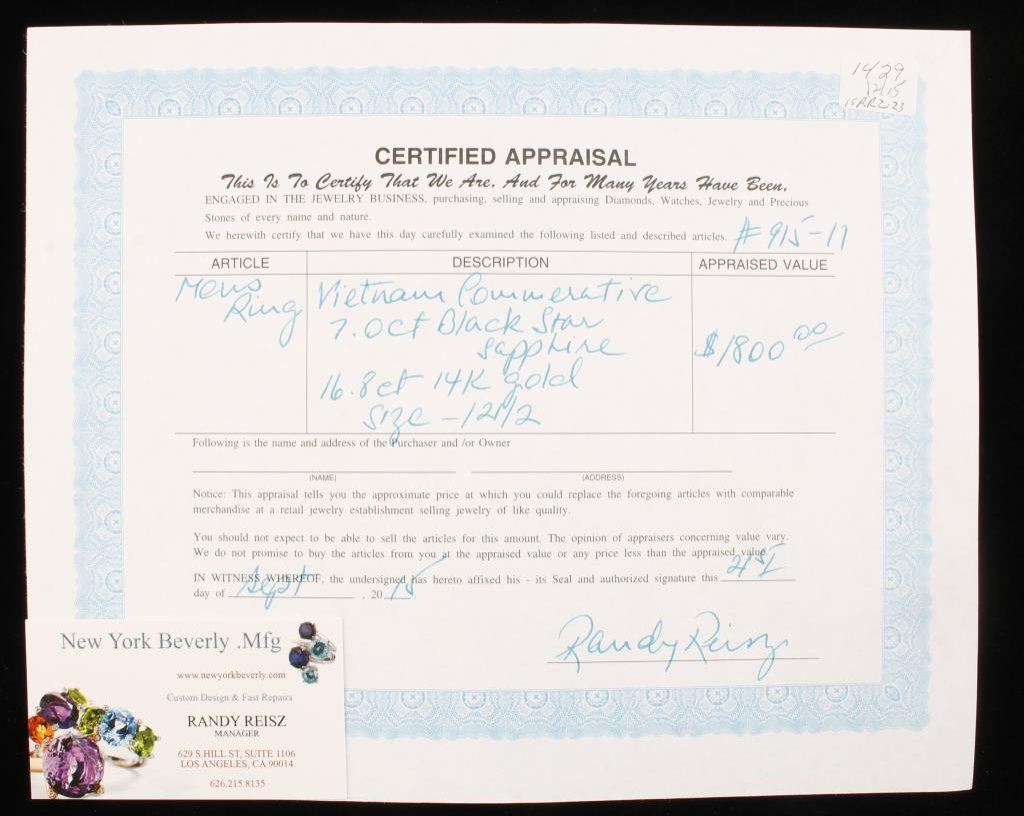 1429
12/15
15RR2123
CERTIFIED APPRAISAL
This Is To Certify That We Are, And For Many Years Have Been,
ENGAGED IN THE JEWELRY BUSINESS, purchasing, selling and appraising Diamonds, Watches, Jewelry and Precious
Stones of every name and nature.
We herewith certify that we have this day carefully examined the following listed and described articles. # 915-11
ARTICLE DESCRIPTION APPRAISED VALUE
Mens Ring
Vietnam Commerative
7.0ct Black Star
Sapphire
16.8ct 14K gold
size - 12 1/2
$1800 00
Following is the name and address of the Purchaser and /or Owner
(NAME) (ADDRESS)
Notice: This appraisal tells you the approximate price at which you could replace the foregoing articles with comparable
merchandise at a retail jewelry establishment selling jewelry of like quality.
You should not expect to be able to sell the articles for this amount. The opinion of appraisers concerning value vary.
We do not promise to buy the articles from you at the appraised value or any price less than the appraised value.
IN WITNESS WHEREOF, the undersigned has hereto affixed his - its Seal and authorized signature this 21st
day of Sept, 2015.
Randy Reisz
New York Beverly .Mfg
www.newyorkbeverly.com
Custom Design & Fast Repairs
RANDY REISZ
MANAGER
629 S.HILL ST, SUITE 1106
LOS ANGELES, CA 90014
626.215.8135